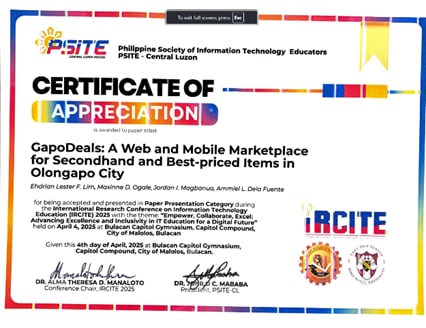 To exit full screen, press Esc
PSITE
CENTRAL LUZON REGION
Philippine Society of Information Technology Educators
PSITE - Central Luzon
CERTIFICATE OF
APPRECIATION
is awarded to paper titled
GapoDeals: A Web and Mobile Marketplace
for Secondhand and Best-priced Items in
Olongapo City
Ehdrian Lester F. Lim, Maxinne D. Ogale, Jordan I. Magbanua, Ammiel L. Dela Fuente
for being accepted and presented in Paper Presentation Category during
the International Research Conference on Information Technology
Education (IRCITE) 2025 with the theme: "Empower, Collaborate, Excel:
Advancing Excellence and Inclusivity in IT Education for a Digital Future"
held on April 4, 2025 at Bulacan Capitol Gymnasium, Capitol Compound,
City of Malolos, Bulacan
Given this 4th day of April, 2025 at Bulacan Capitol Gymnasium,
Capitol Compound, City of Malolos, Bulacan.
IRCITE
DR. ALMA THERESA D. MANALOTO
Conference Chair, IRCITE 2025
DR. C. MABABA
President, PSITE-CL